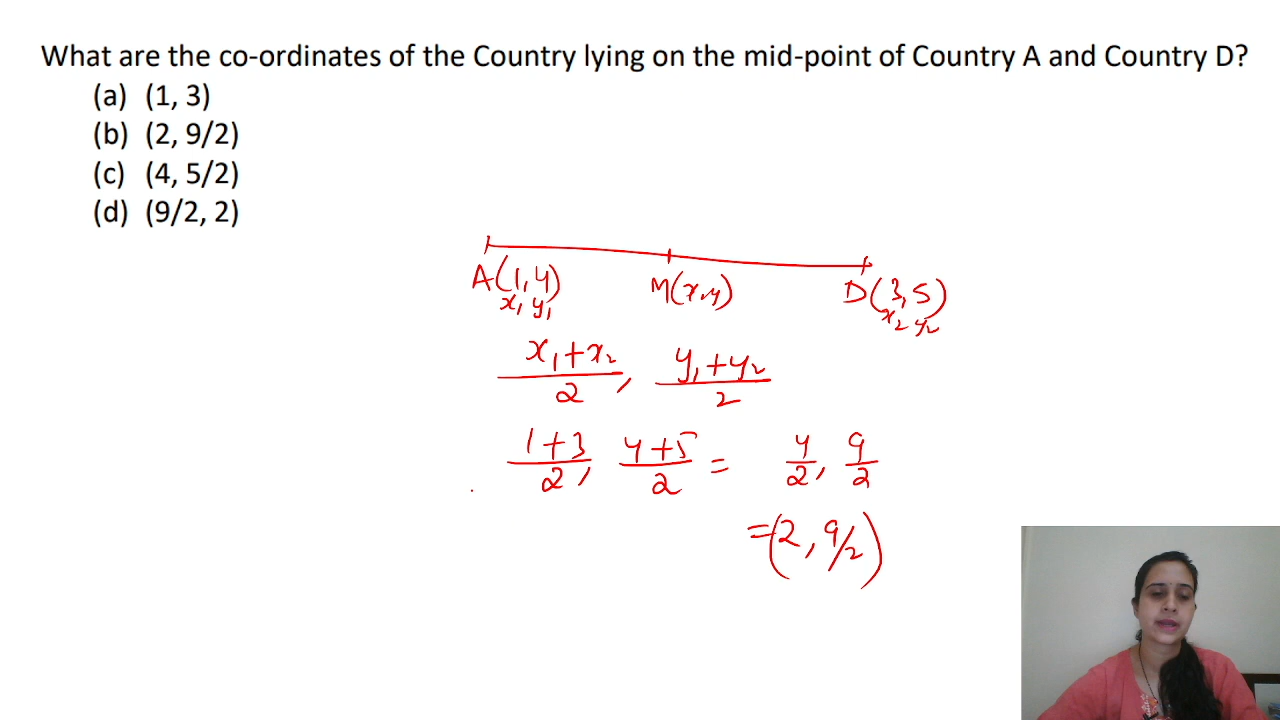 What are the co-ordinates of the Country lying on the mid-point of Country A and Country D?
(a) (1, 3)
(b) (2, 9/2)
(c) (4, 5/2)
(d) (9/2, 2)
A(1,4) M(x,y) D(3,5)
x₁ y₁ x₂ y₂
x₁+x₂/2, y₁+y₂/2
1+3/2, 4+5/2 = 4/2, 9/2
=(2, 9/2)